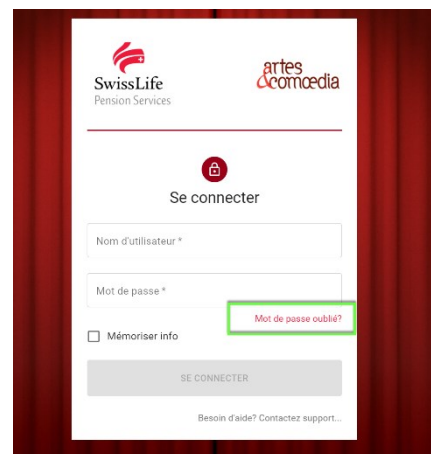 SwissLife
Pension Services
artes
&comœdia
Se connecter
Nom d'utilisateur *
Mot de passe *
Mot de passe oublié?
Mémoriser info
SE CONNECTER
Besoin d'aide? Contactez support...